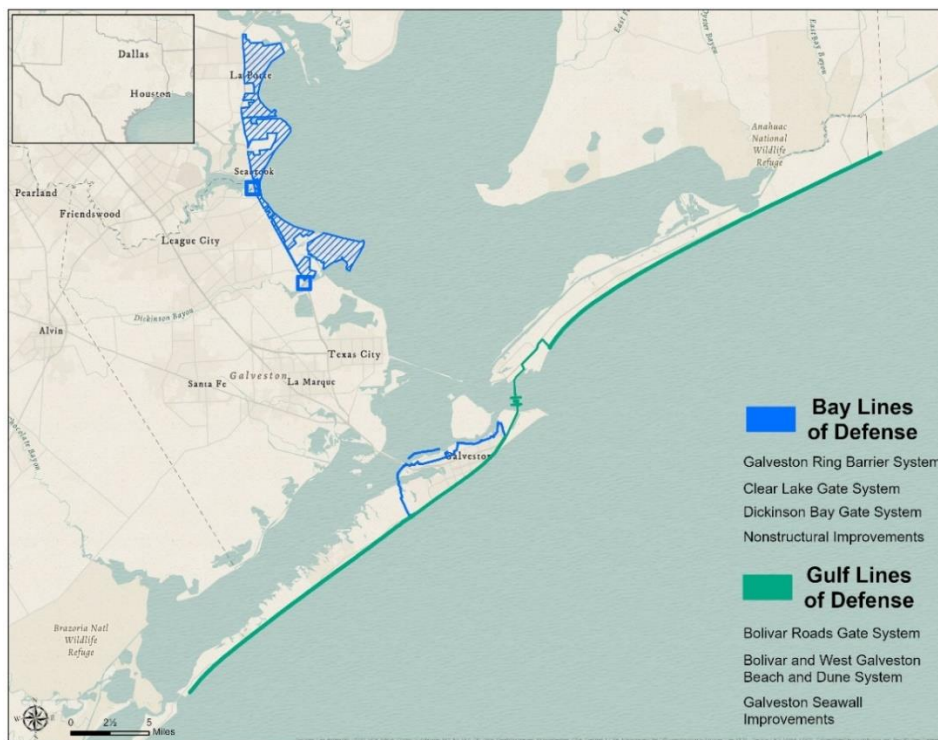 Dallas
Houston
La Porte
Seabrook
Pearland
Friendswood
League City
Dickinson Bayou
Alvin
Texas City
Santa Fe
Galveston
La Marque
Galveston
Anahuac
National
Wildlife
Refuge
East Bay
Bayou
Brazoria Natl
Wildlife
Refuge
0 2½ 5
Miles
Bay Lines
of Defense
Galveston Ring Barrier System
Clear Lake Gate System
Dickinson Bay Gate System
Nonstructural Improvements
Gulf Lines
of Defense
Bolivar Roads Gate System
Bolivar and West Galveston
Beach and Dune System
Galveston Seawall
Improvements